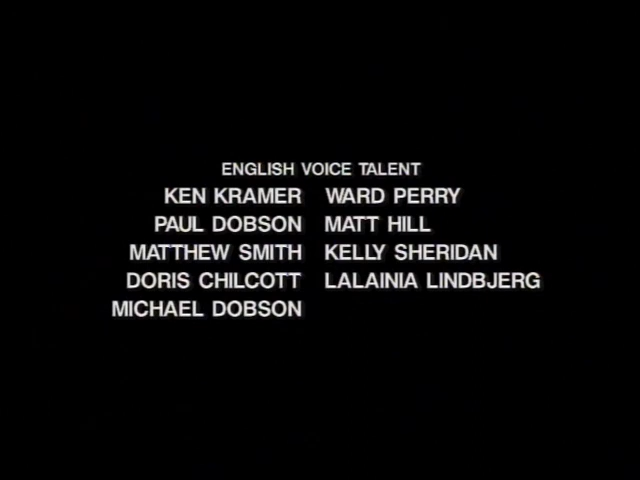 ENGLISH VOICE TALENT
KEN KRAMER WARD PERRY
PAUL DOBSON MATT HILL
MATTHEW SMITH KELLY SHERIDAN
DORIS CHILCOTT LALAINIA LINDBJERG
MICHAEL DOBSON